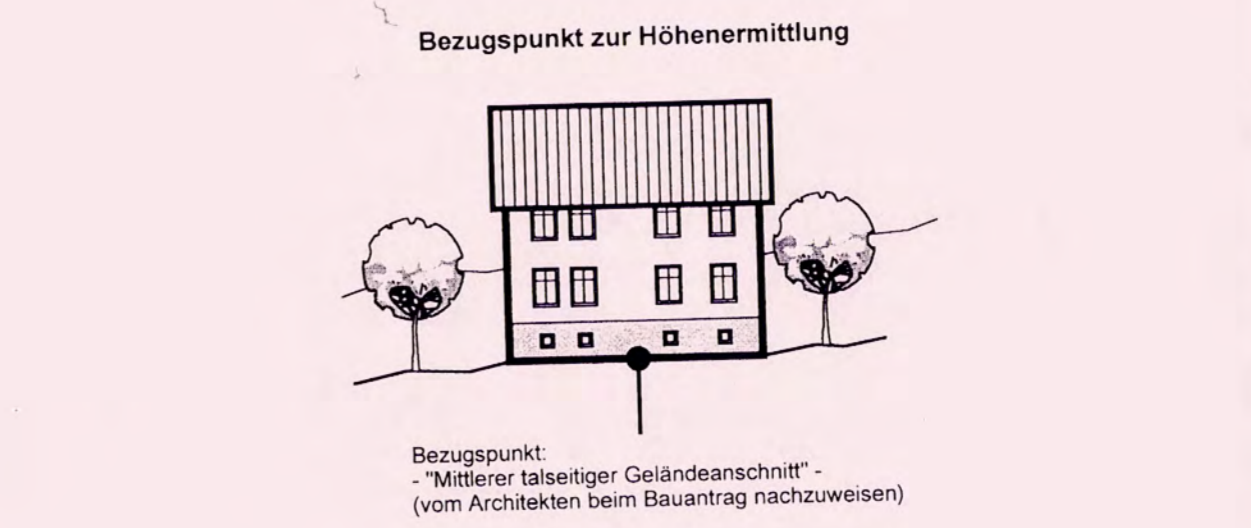 Bezugspunkt zur Höhenermittlung
Bezugspunkt:
- "Mittlerer talseitiger Geländeanschnitt" -
(vom Architekten beim Bauantrag nachzuweisen)